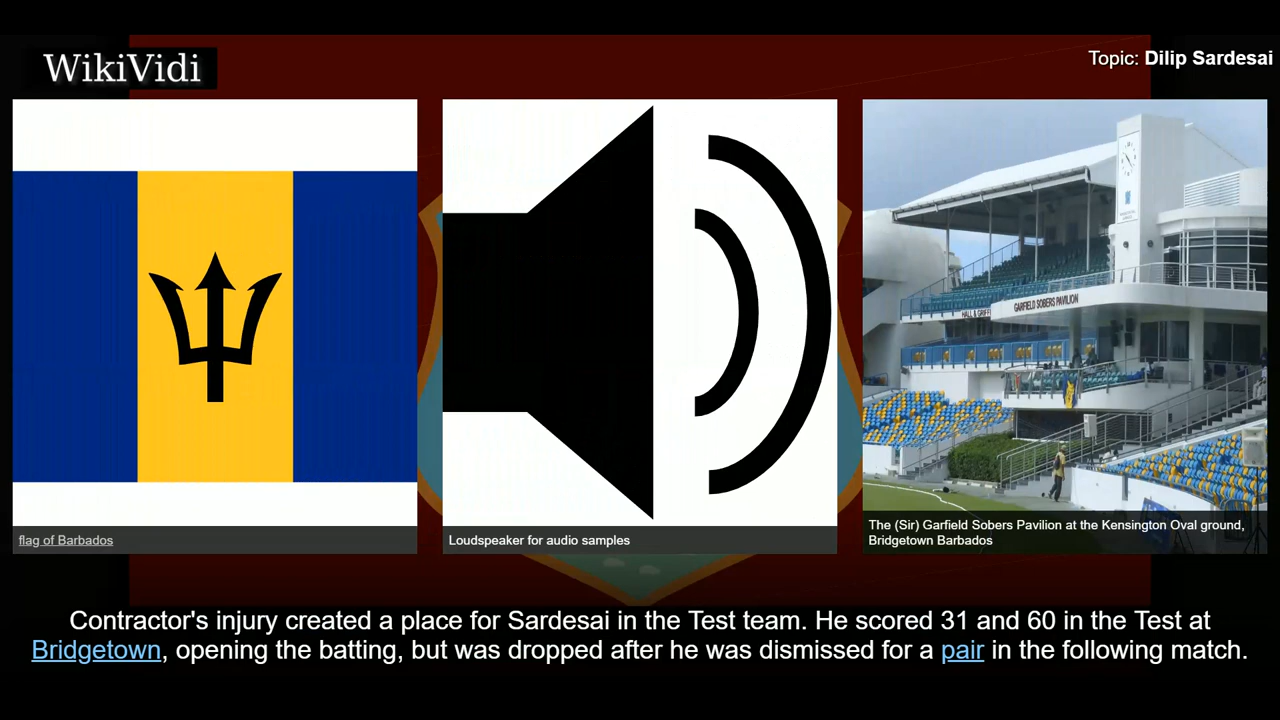 WikiVidi
Topic: Dilip Sardesai
GARFIELD SOBERS PAVILION
flag of Barbados
Loudspeaker for audio samples
The (Sir) Garfield Sobers Pavilion at the Kensington Oval ground,
Bridgetown Barbados
Contractor's injury created a place for Sardesai in the Test team. He scored 31 and 60 in the Test at
Bridgetown, opening the batting, but was dropped after he was dismissed for a pair in the following match.